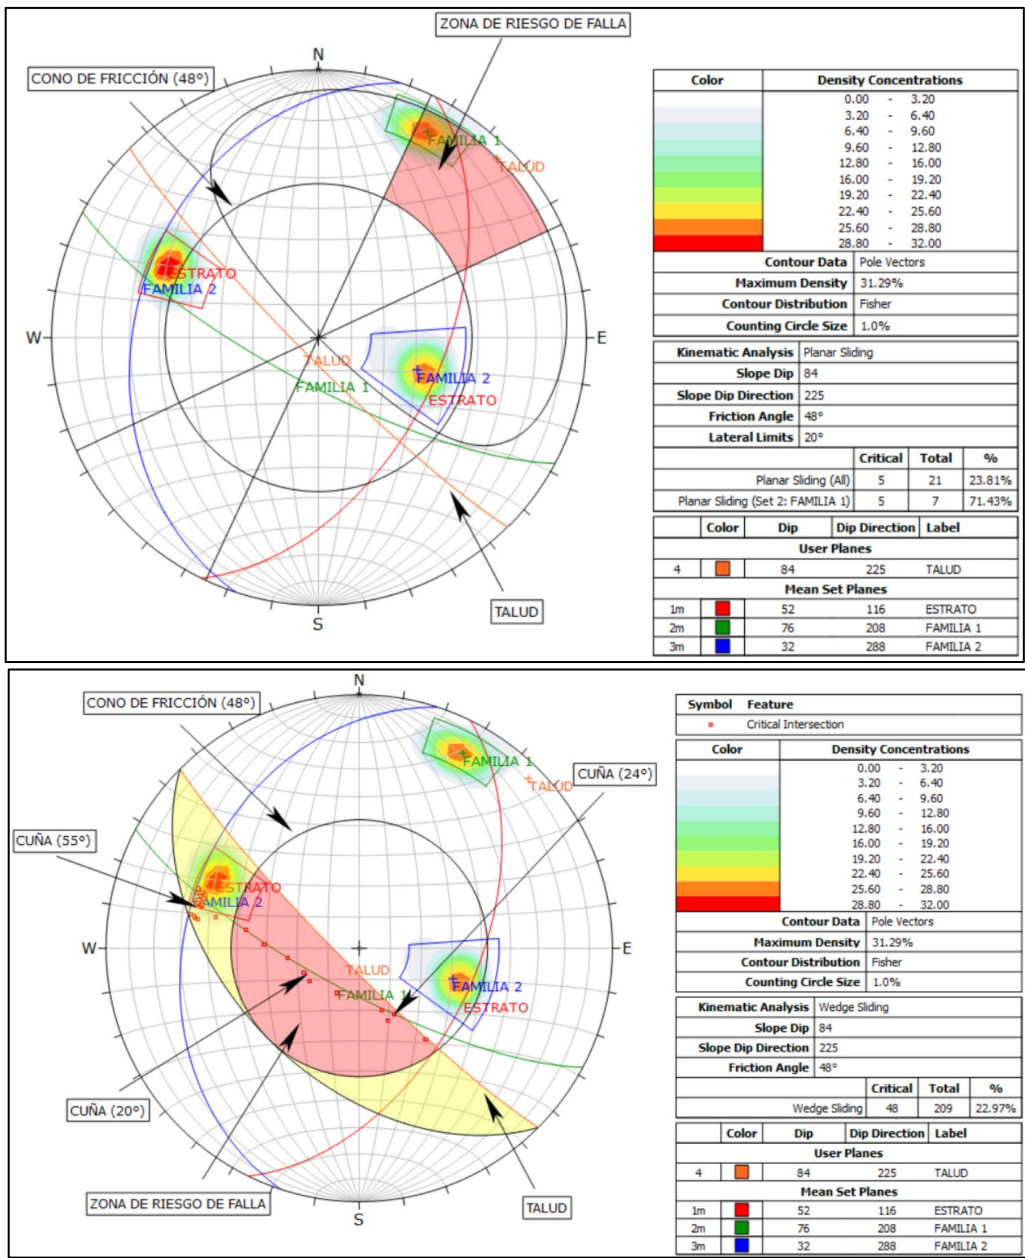 ZONA DE RIESGO DE FALLA
N
CONO DE FRICCIÓN (48º)
FAMILIA 1
TALUD
ESTRATO
FAMILIA 2
W
E
TALUD
FAMILIA 1
FAMILIA 2
ESTRATO
TALUD
S
Color Density Concentrations
0.00 - 3.20
3.20 - 6.40
6.40 - 9.60
9.60 - 12.80
12.80 - 16.00
16.00 - 19.20
19.20 - 22.40
22.40 - 25.60
25.60 - 28.80
28.80 - 32.00
Contour Data Pole Vectors
Maximum Density 31.29%
Contour Distribution Fisher
Counting Circle Size 1.0%
Kinematic Analysis Planar Sliding
Slope Dip 84
Slope Dip Direction 225
Friction Angle 48°
Lateral Limits 20°
Critical Total %
Planar Sliding (All) 5 21 23.81%
Planar Sliding (Set 2: FAMILIA 1) 5 7 71.43%
Color Dip Dip Direction Label
User Planes
4 84 225 TALUD
Mean Set Planes
1m 52 116 ESTRATO
2m 76 208 FAMILIA 1
3m 32 288 FAMILIA 2
N
CONO DE FRICCIÓN (48º)
FAMILIA 1
CUÑA (24º)
TALUD
CUÑA (55º)
ESTRATO
FAMILIA 2
W
E
TALUD
FAMILIA 1
FAMILIA 2
ESTRATO
CUÑA (20º)
ZONA DE RIESGO DE FALLA
TALUD
S
Symbol Feature
Critical Intersection
Color Density Concentrations
0.00 - 3.20
3.20 - 6.40
6.40 - 9.60
9.60 - 12.80
12.80 - 16.00
16.00 - 19.20
19.20 - 22.40
22.40 - 25.60
25.60 - 28.80
28.80 - 32.00
Contour Data Pole Vectors
Maximum Density 31.29%
Contour Distribution Fisher
Counting Circle Size 1.0%
Kinematic Analysis Wedge Sliding
Slope Dip 84
Slope Dip Direction 225
Friction Angle 48°
Critical Total %
Wedge Sliding 48 209 22.97%
Color Dip Dip Direction Label
User Planes
4 84 225 TALUD
Mean Set Planes
1m 52 116 ESTRATO
2m 76 208 FAMILIA 1
3m 32 288 FAMILIA 2